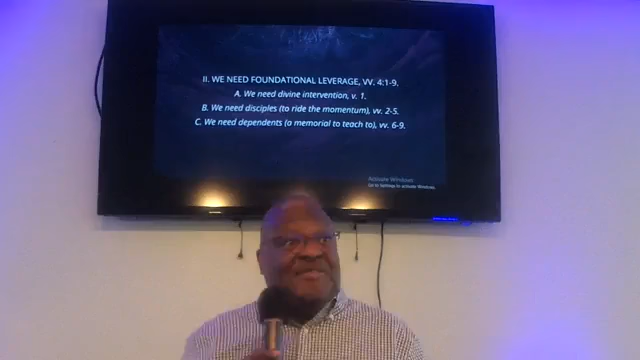 II. WE NEED FOUNDATIONAL LEVERAGE, VV. 4:1-9.
A. We need divine intervention, v. 1.
B. We need disciples (to ride the momentum), vv. 2-5.
C. We need dependents (a memorial to teach to), vv. 6-9.
Activate Windows
Go to Settings to activate Windows.